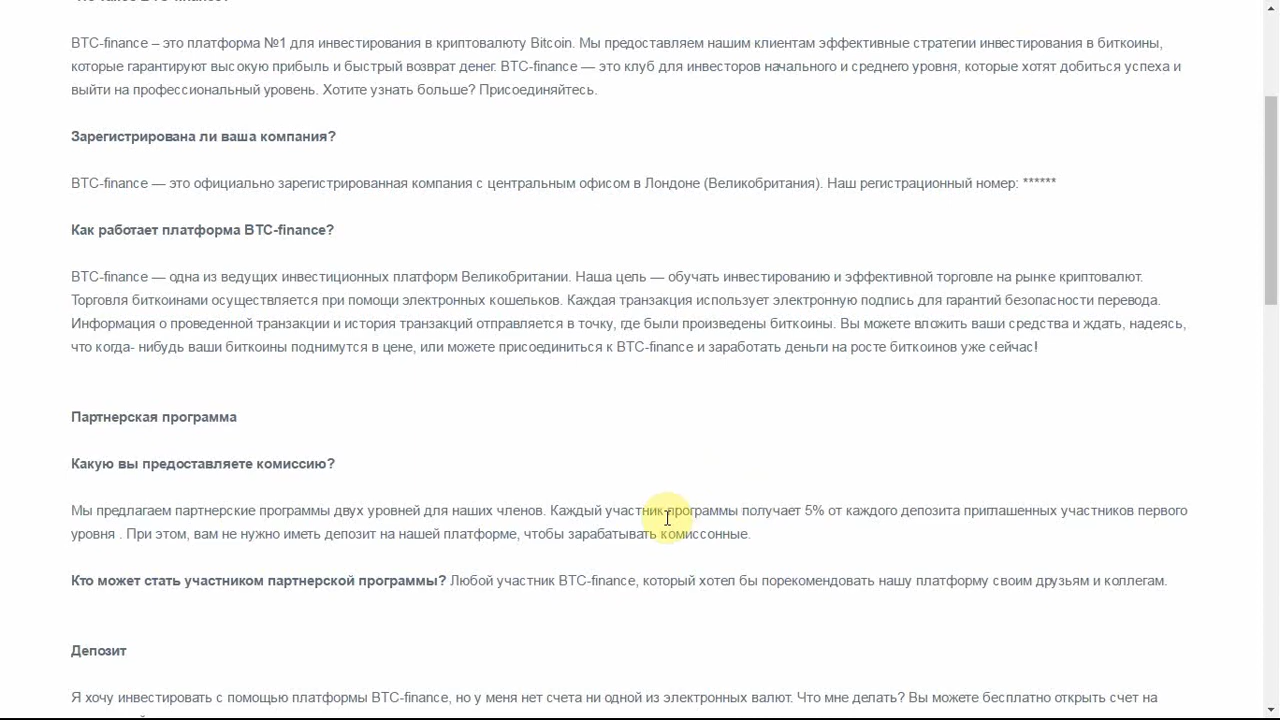 BTC-finance – это платформа №1 для инвестирования в криптовалюту Bitcoin. Мы предоставляем нашим клиентам эффективные стратегии инвестирования в биткоины,
которые гарантируют высокую прибыль и быстрый возврат денег. BTC-finance — это клуб для инвесторов начального и среднего уровня, которые хотят добиться успеха и
выйти на профессиональный уровень. Хотите узнать больше? Присоединяйтесь.
Зарегистрирована ли ваша компания?
BTC-finance — это официально зарегистрированная компания с центральным офисом в Лондоне (Великобритания). Наш регистрационный номер: ******
Как работает платформа BTC-finance?
BTC-finance — одна из ведущих инвестиционных платформ Великобритании. Наша цель — обучать инвестированию и эффективной торговле на рынке криптовалют.
Торговля биткоинами осуществляется при помощи электронных кошельков. Каждая транзакция использует электронную подпись для гарантий безопасности перевода.
Информация о проведенной транзакции и история транзакций отправляется в точку, где были произведены биткоины. Вы можете вложить ваши средства и ждать, надеясь,
что когда- нибудь ваши биткоины поднимутся в цене, или можете присоединиться к BTC-finance и заработать деньги на росте биткоинов уже сейчас!
Партнерская программа
Какую вы предоставляете комиссию?
Мы предлагаем партнерские программы двух уровней для наших членов. Каждый участник программы получает 5% от каждого депозита приглашенных участников первого
уровня . При этом, вам не нужно иметь депозит на нашей платформе, чтобы зарабатывать комиссонные.
Кто может стать участником партнерской программы? Любой участник BTC-finance, который хотел бы порекомендовать нашу платформу своим друзьям и коллегам.
Депозит
Я хочу инвестировать с помощью платформы BTC-finance, но у меня нет счета ни одной из электронных валют. Что мне делать? Вы можете бесплатно открыть счет на